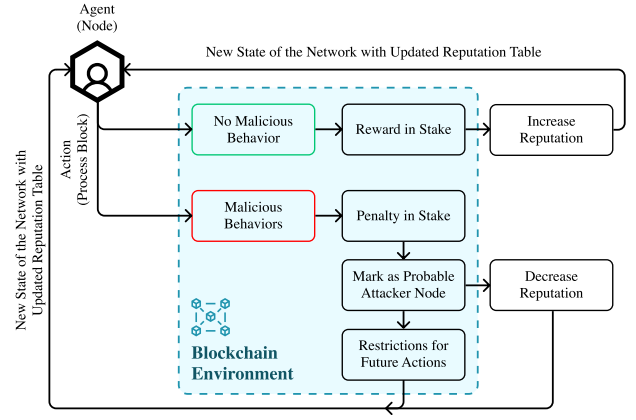 Agent
(Node)
New State of the Network with Updated Reputation Table
No Malicious
Behavior
Reward in Stake
Increase
Reputation
Action
(Process Block)
New State of the Network with
Updated Reputation Table
Malicious
Behaviors
Penalty in Stake
Mark as Probable
Attacker Node
Decrease
Reputation
Restrictions for
Future Actions
Blockchain
Environment